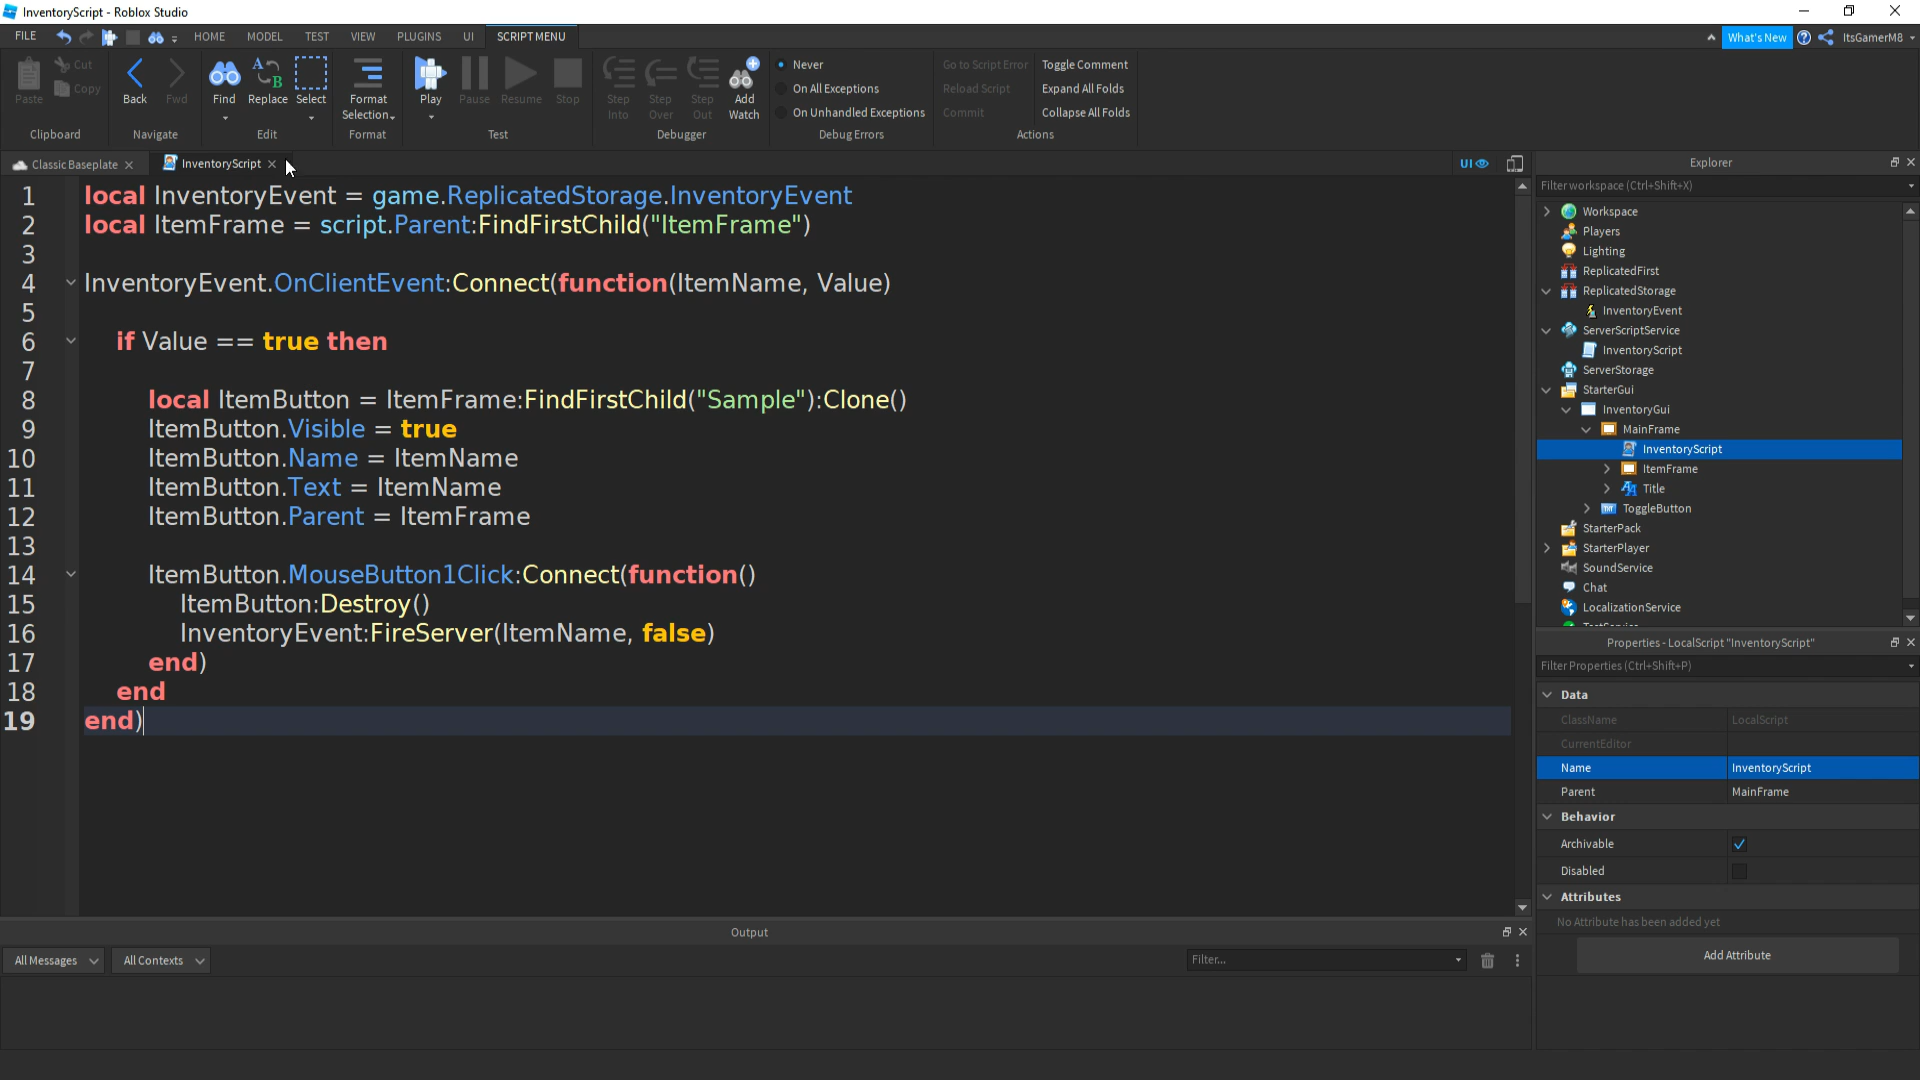 InventoryScript - Roblox Studio
FILE HOME MODEL TEST VIEW PLUGINS UI SCRIPT MENU What's New ItsGamerM8
Paste Cut Copy Back Fwd Find Replace Select Format Selection Play Pause Resume Stop Step Into Step Over Step Out Add Watch
Never Go to Script Error Toggle Comment
On All Exceptions Reload Script Expand All Folds
On Unhandled Exceptions Commit Collapse All Folds
Clipboard Navigate Edit Format Test Debugger Debug Errors Actions
Classic Baseplate InventoryScript UI
1 local InventoryEvent = game.ReplicatedStorage.InventoryEvent
2 local ItemFrame = script.Parent:FindFirstChild("ItemFrame")
3
4 InventoryEvent.OnClientEvent:Connect(function(ItemName, Value)
5
6 if Value == true then
7
8 local ItemButton = ItemFrame:FindFirstChild("Sample"):Clone()
9 ItemButton.Visible = true
10 ItemButton.Name = ItemName
11 ItemButton.Text = ItemName
12 ItemButton.Parent = ItemFrame
13
14 ItemButton.MouseButton1Click:Connect(function()
15 ItemButton:Destroy()
16 InventoryEvent:FireServer(ItemName, false)
17 end)
18 end
19 end)
Explorer
Filter workspace (Ctrl+Shift+X)
Workspace
Players
Lighting
ReplicatedFirst
ReplicatedStorage
InventoryEvent
ServerScriptService
InventoryScript
ServerStorage
StarterGui
InventoryGui
MainFrame
InventoryScript
ItemFrame
Title
ToggleButton
StarterPack
StarterPlayer
SoundService
Chat
LocalizationService
Properties - LocalScript "InventoryScript"
Filter Properties (Ctrl+Shift+P)
Data
ClassName LocalScript
CurrentEditor
Name InventoryScript
Parent MainFrame
Behavior
Archivable
Disabled
Attributes
No Attribute has been added yet
Add Attribute
Output
All Messages All Contexts Filter...